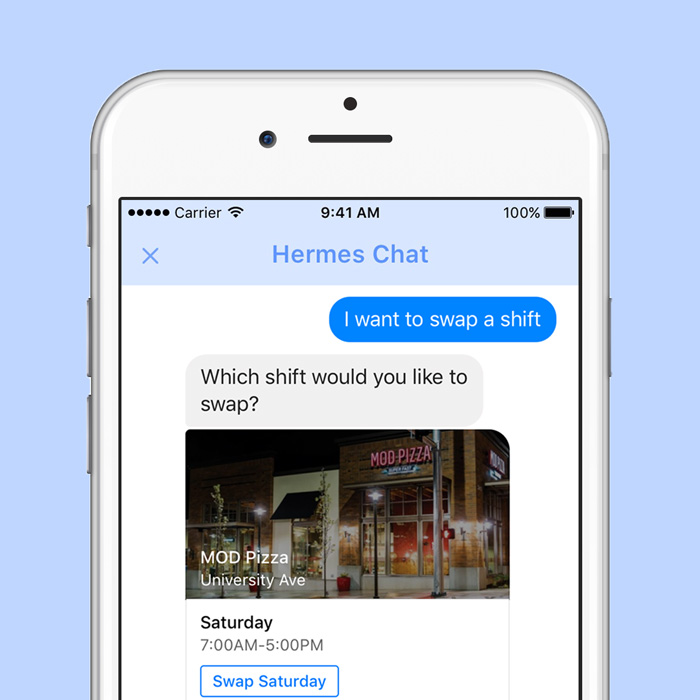 Carrier 9:41 AM 100%
Hermes Chat
I want to swap a shift
Which shift would you like to
swap?
MOD PIZZA
MOD Pizza
University Ave
Saturday
7:00AM-5:00PM
Swap Saturday